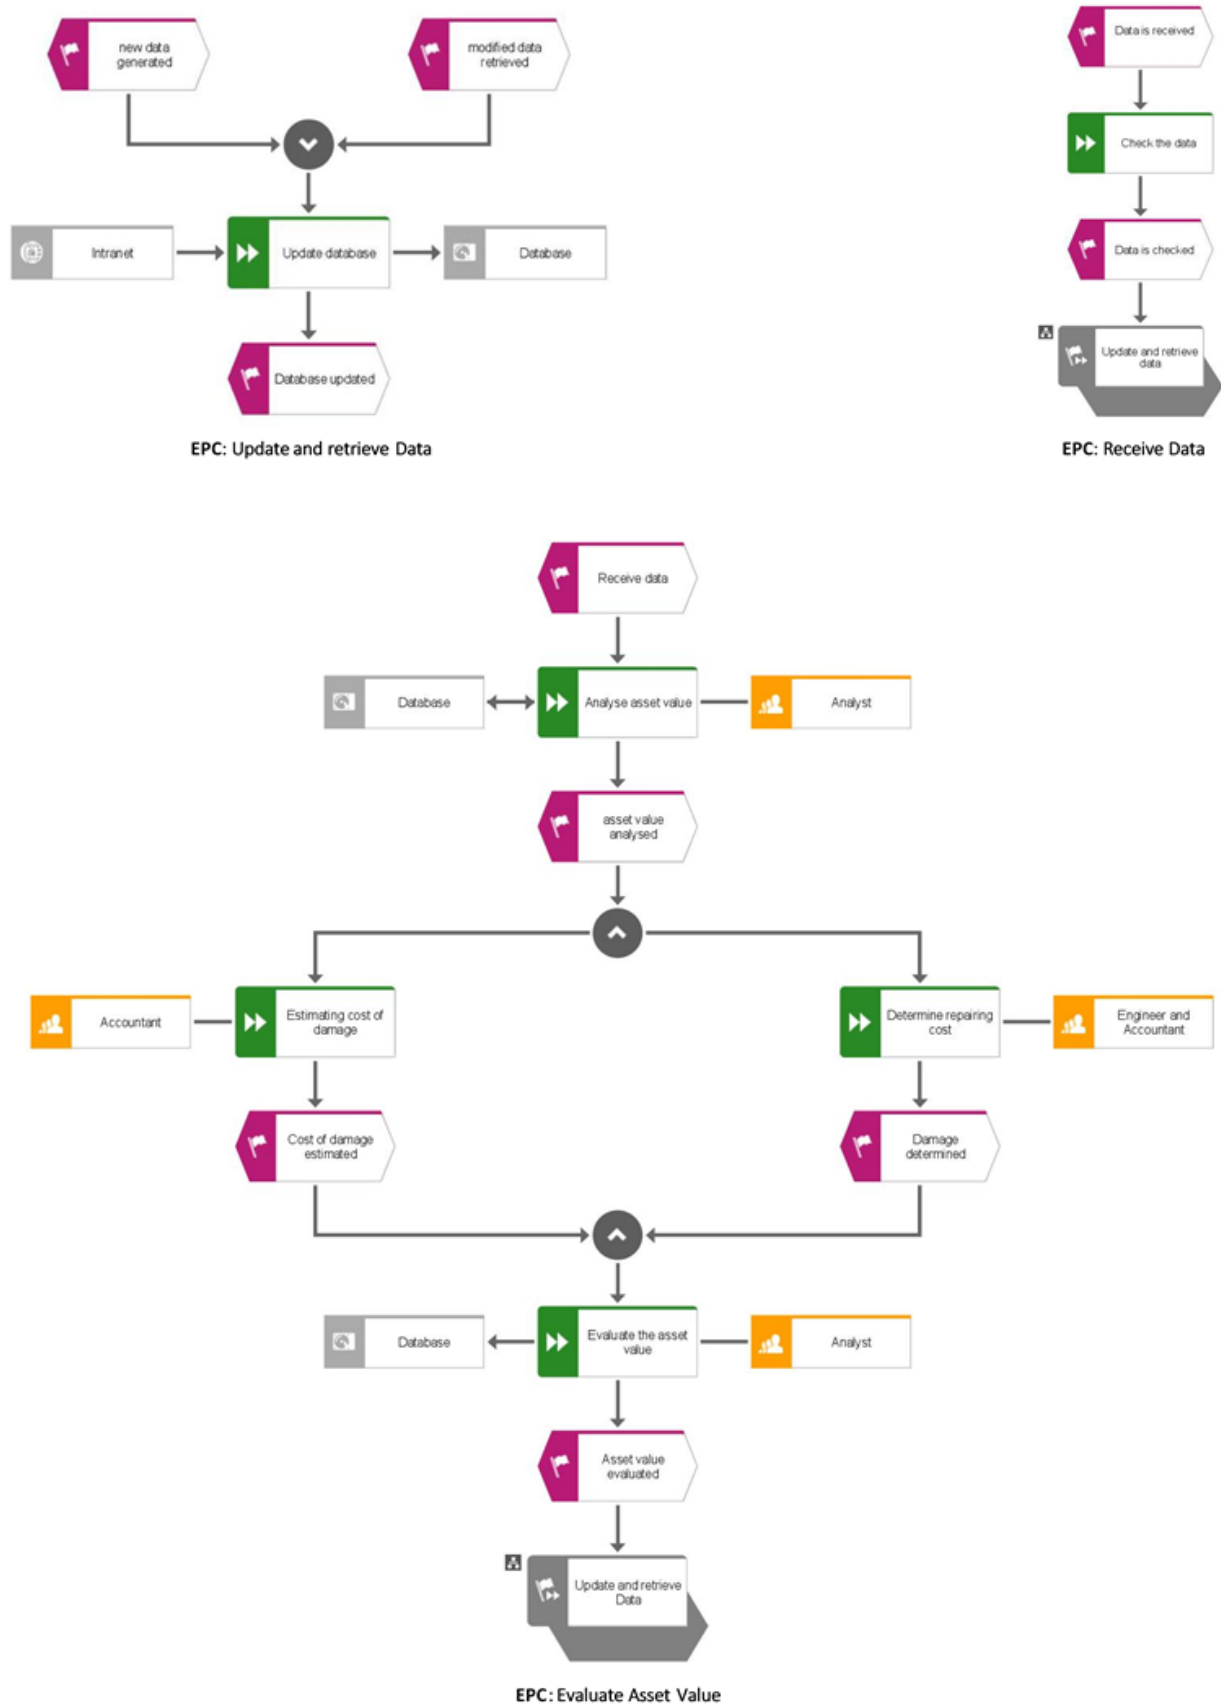 new data
generated
modified data
retrieved
Intranet
Update database
Database
Database updated
EPC: Update and retrieve Data
Data is received
Check the data
Data is checked
Update and retrieve
data
EPC: Receive Data
Receive data
Database
Analyse asset value
Analyst
asset value
analysed
Accountant
Estimating cost of
damage
Determine repairing
cost
Engineer and
Accountant
Cost of damage
estimated
Damage
determined
Database
Evaluate the asset
value
Analyst
Asset value
evaluated
Update and retrieve
Data
EPC: Evaluate Asset Value